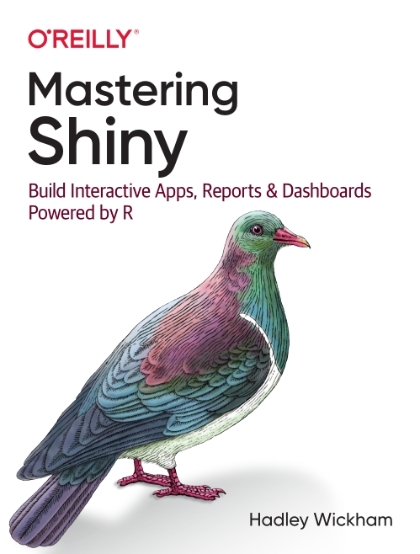 O'REILLY®
Mastering
Shiny
Build Interactive Apps, Reports & Dashboards
Powered by R
Hadley Wickham